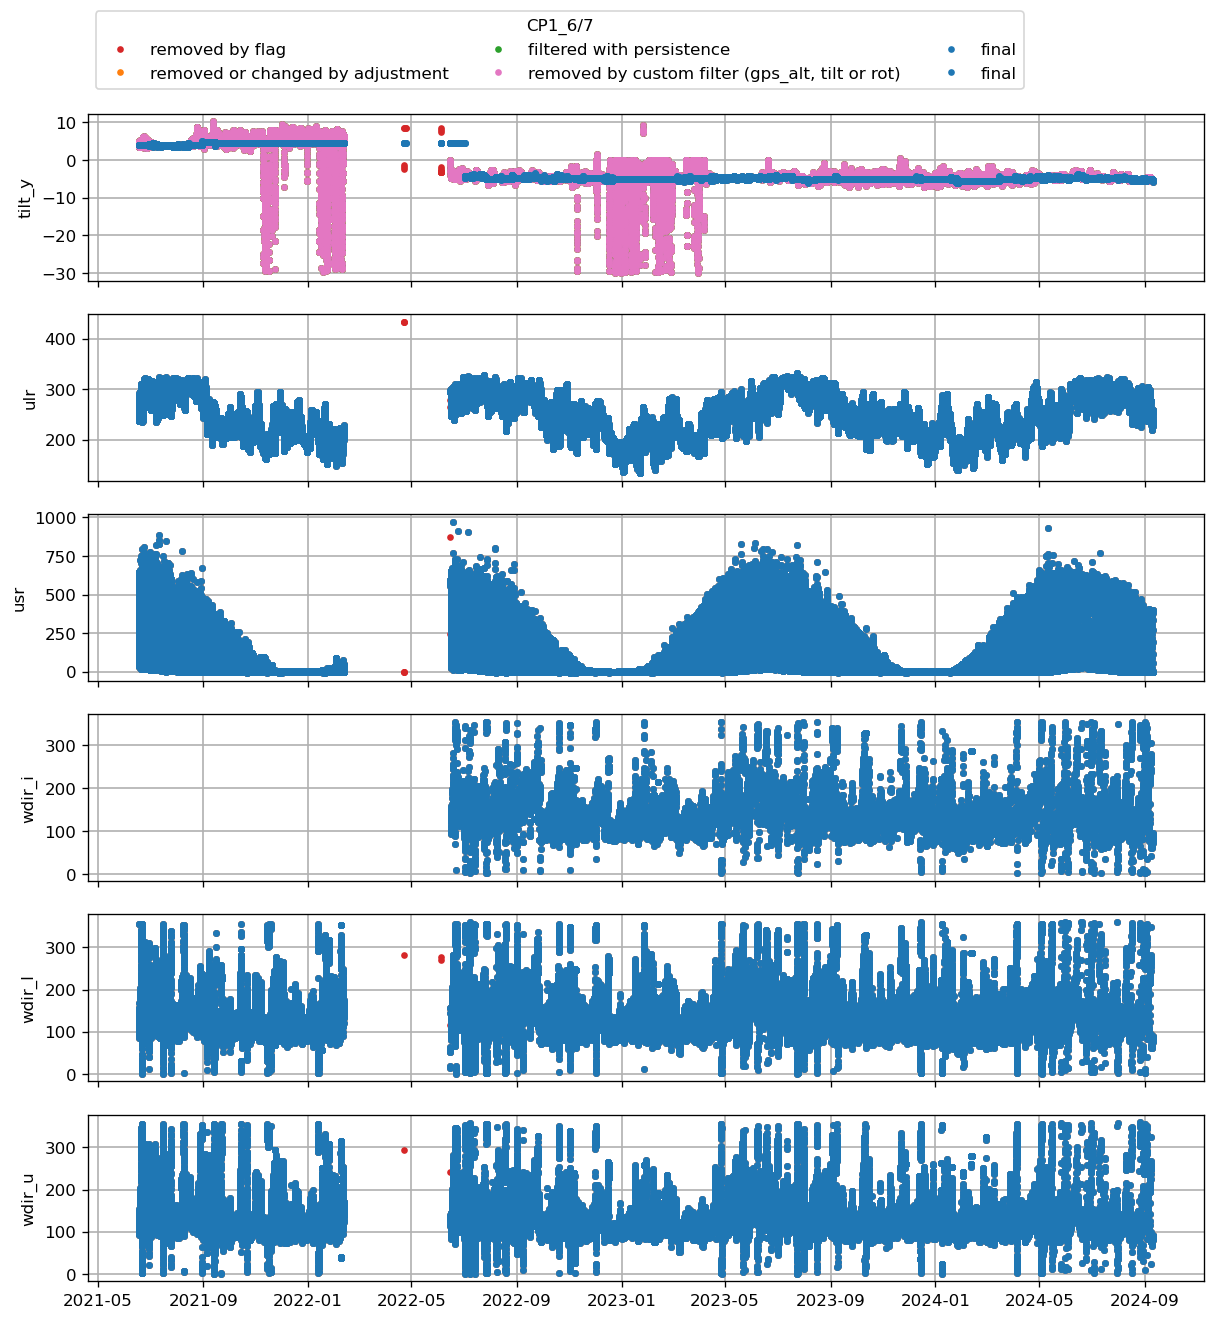 CP1_6/7
removed by flag
filtered with persistence
final
removed or changed by adjustment
removed by custom filter (gps_alt, tilt or rot)
final
tilt_y
10
0
−10
−20
−30
ulr
400
300
200
usr
1000
750
500
250
0
wdir_i
300
200
100
0
wdir_l
300
200
100
0
wdir_u
300
200
100
0
2021-05 2021-09 2022-01 2022-05 2022-09 2023-01 2023-05 2023-09 2024-01 2024-05 2024-09